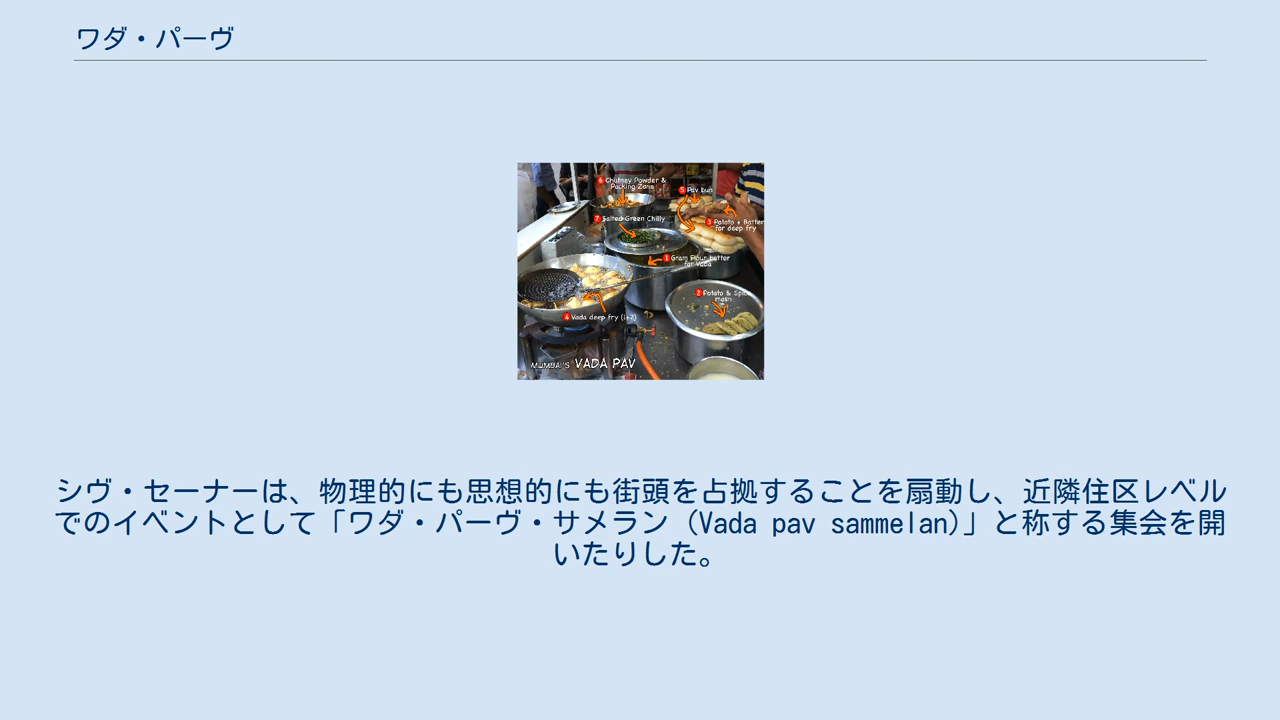 ワダ・パーヴ
6 Chutney Powder &
Packing Zone
5 Pav bun
7 Salted Green Chilly
3 Potato + Batter
for deep fry
1 Gram Flour batter
for Vada
2 Potato & Spice
mash
4 Vada deep fry (1+2)
MUMBAI'S VADA PAV
シヴ・セーナーは、物理的にも思想的にも街頭を占拠することを扇動し、近隣住区レベル
でのイベントとして「ワダ・パーヴ・サメラン（Vada pav sammelan)」と称する集会を開
いたりした。